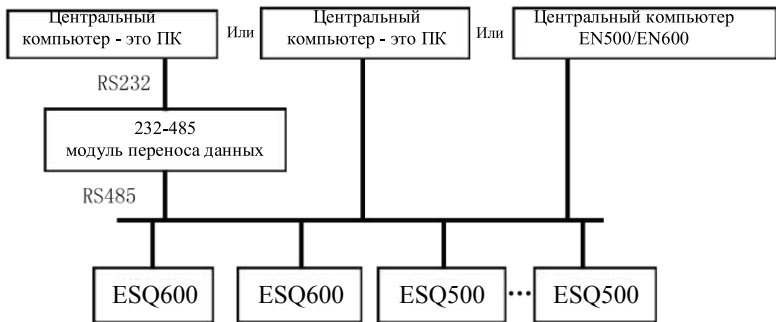 Центральный
компьютер - это ПК
Или
Центральный
компьютер - это ПК
Или
Центральный компьютер
EN500/EN600
RS232
232-485
модуль переноса данных
RS485
ESQ600
ESQ600
ESQ500
...
ESQ500